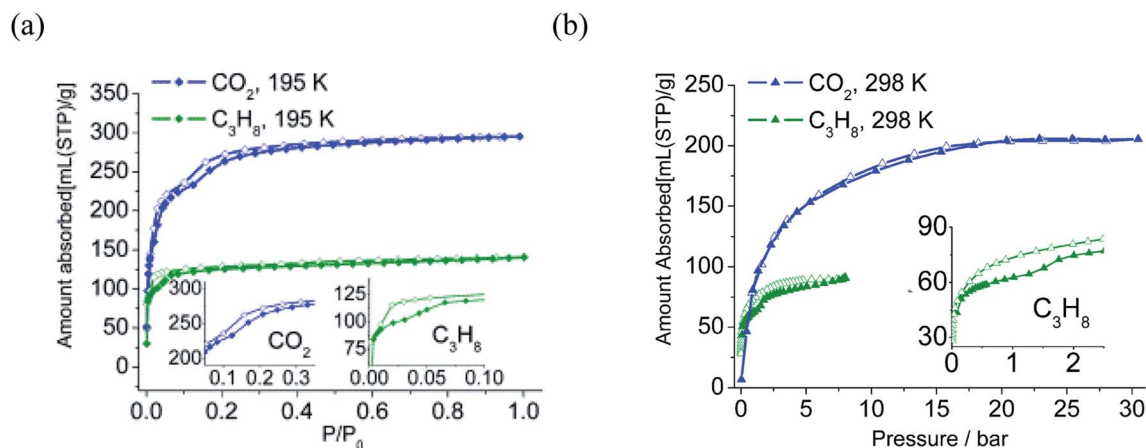 (a)
CO₂, 195 K
C₃H₈, 195 K
Amount absorbed[mL(STP)/g]
350
300
250
200
150
100
50
0
0.0 0.2 0.4 0.6 0.8 1.0
P/P₀
280
240
200
0.1 0.2 0.3
CO₂
125
100
75
0.00 0.05 0.10
C₃H₈
(b)
CO₂, 298 K
C₃H₈, 298 K
Amount Absorbed[mL(STP)/g]
250
200
150
100
50
0
0 5 10 15 20 25 30
Pressure / bar
90
60
30
0 1 2
C₃H₈